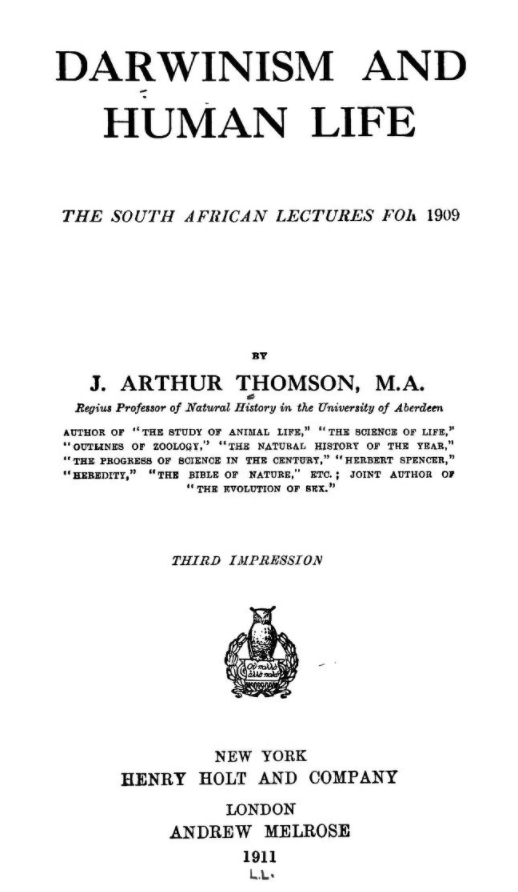 DARWINISM AND
HUMAN LIFE
THE SOUTH AFRICAN LECTURES FOR 1909
BY
J. ARTHUR THOMSON, M.A.
Regius Professor of Natural History in the University of Aberdeen
AUTHOR OF "THE STUDY OF ANIMAL LIFE," "THE SCIENCE OF LIFE,"
"OUTLINES OF ZOOLOGY," "THE NATURAL HISTORY OF THE YEAR,"
"THE PROGRESS OF SCIENCE IN THE CENTURY," "HERBERT SPENCER,"
"HEREDITY," "THE BIBLE OF NATURE," ETC.; JOINT AUTHOR OF
"THE EVOLUTION OF SEX."
THIRD IMPRESSION
Οὐ πολλὰ
ἀλλὰ πολύ
NEW YORK
HENRY HOLT AND COMPANY
LONDON
ANDREW MELROSE
1911
L.L.